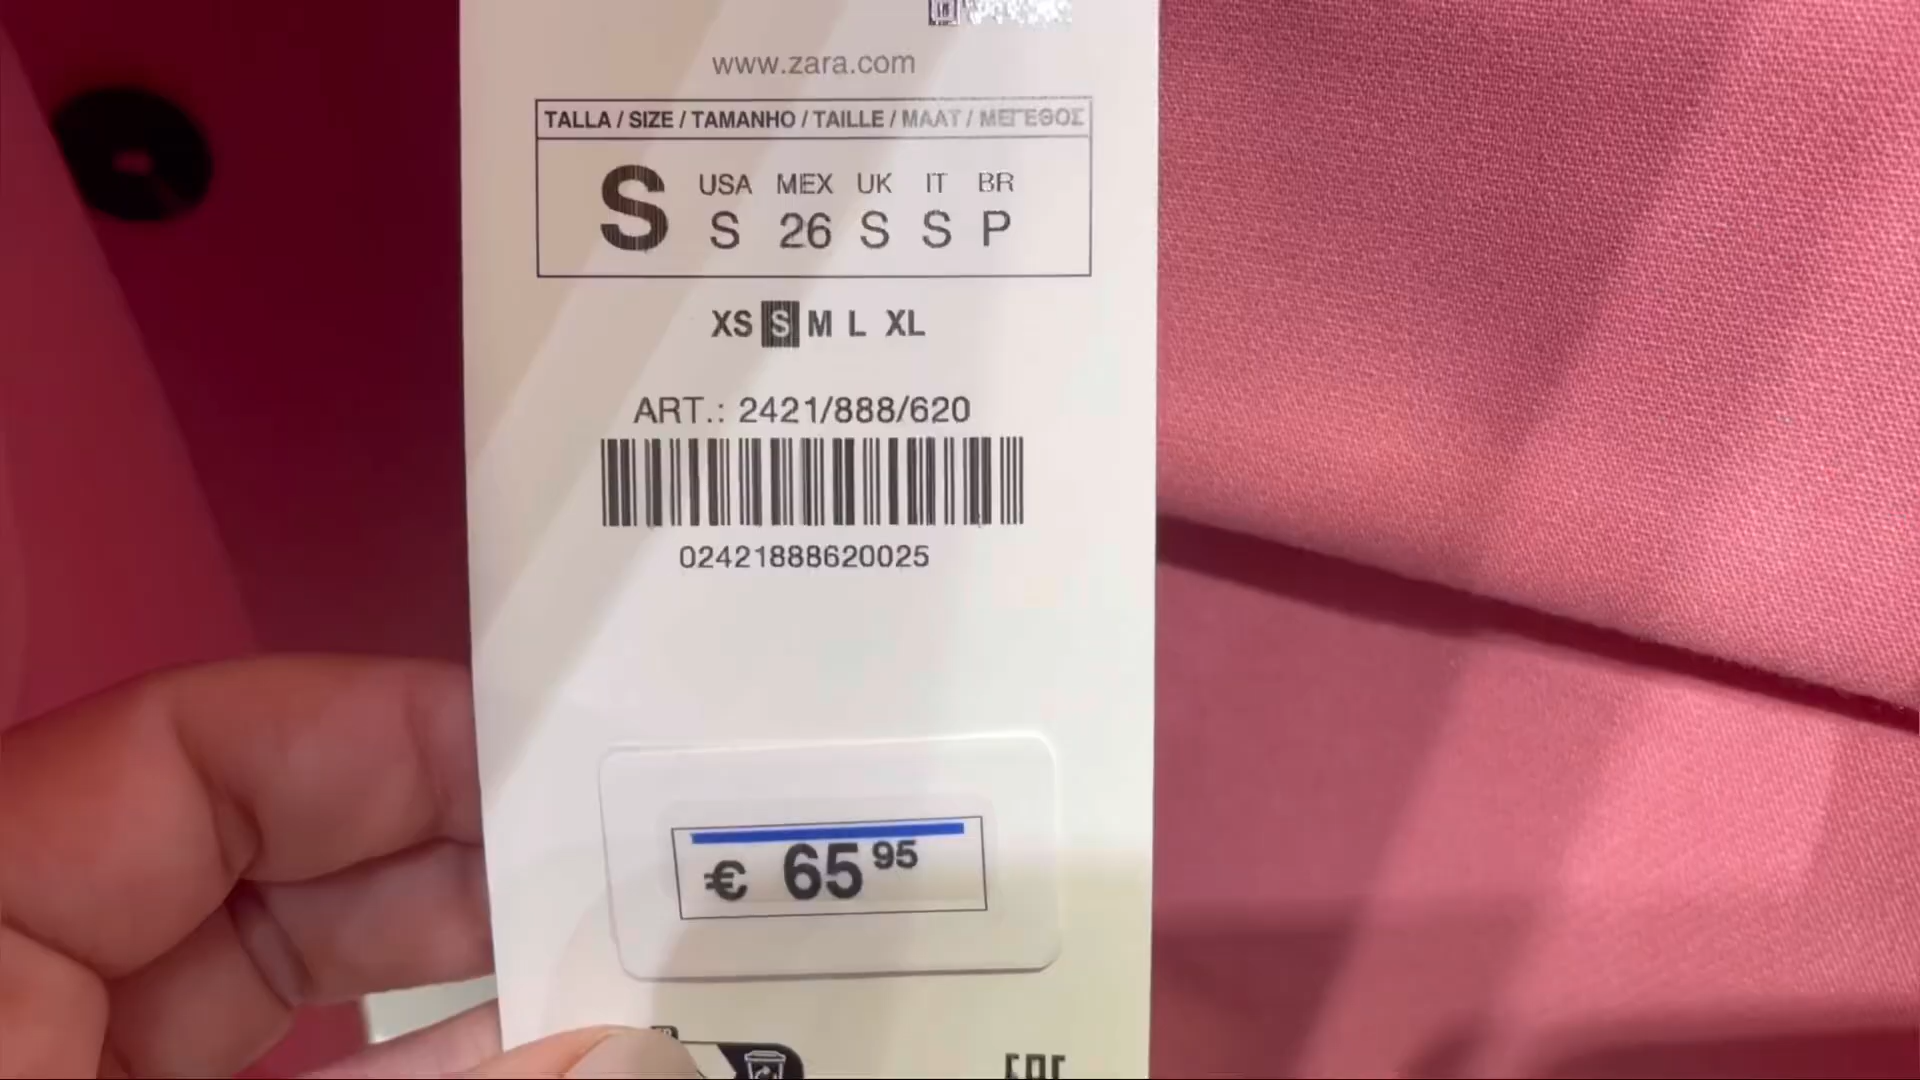 www.zara.com
TALLA / SIZE / TAMANHO / TAILLE / MAAT / ΜΕΓΕΘΟΣ
S USA MEX UK IT BR
S 26 S S P
XS S M L XL
ART.: 2421/888/620
02421888620025
€ 65 95